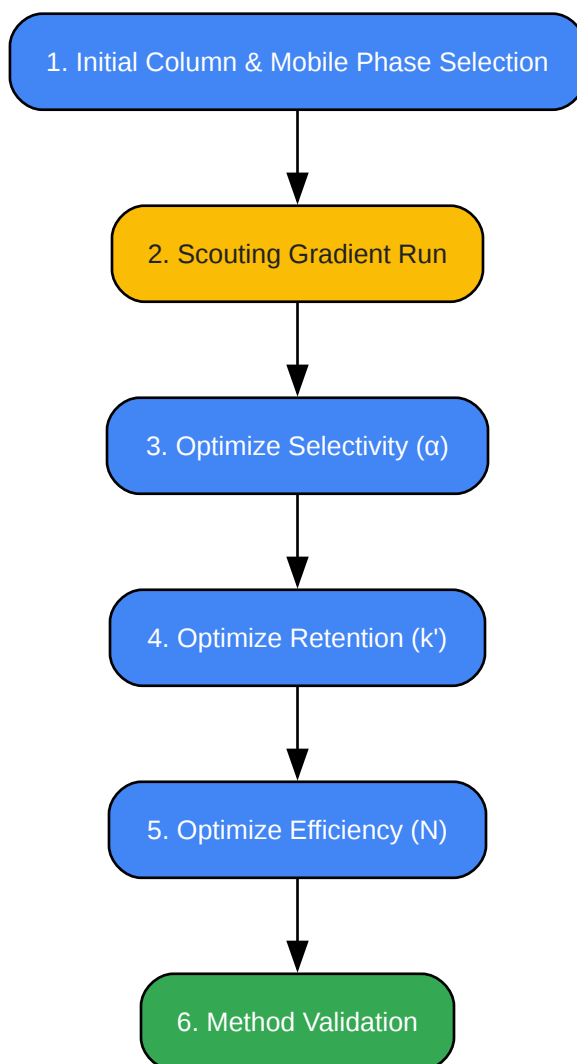 1. Initial Column & Mobile Phase Selection
2. Scouting Gradient Run
3. Optimize Selectivity (α)
4. Optimize Retention (k')
5. Optimize Efficiency (N)
6. Method Validation